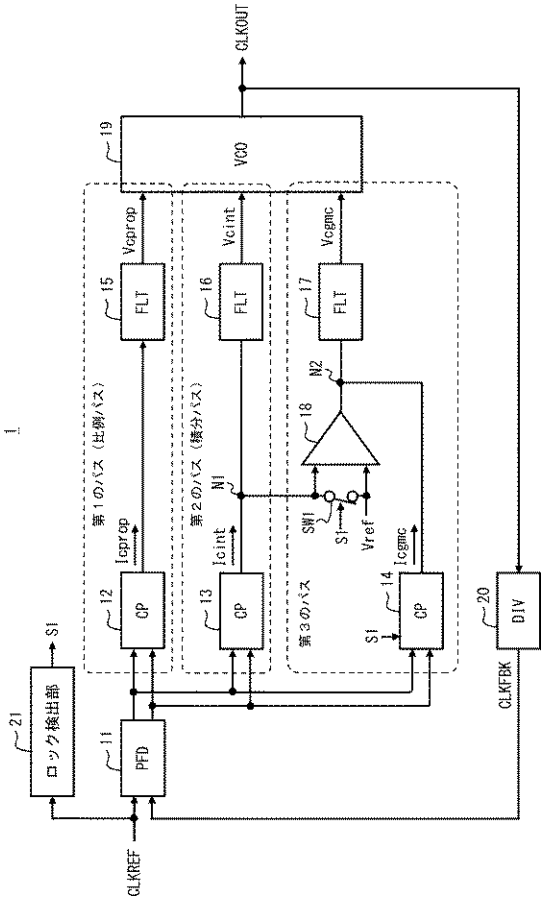 1
21
ロック検出部
S1
CLKREF
11
PFD
第1のパス（比例パス）
12
CP
Icprop
15
FLT
Vcprop
第2のパス（積分パス）
13
CP
Icint
N1
16
FLT
Vcint
19
VCO
CLKOUT
第3のパス
SW1
S1
Vref
18
N2
17
FLT
Vcgmc
S1
14
CP
Icgmc
20
DIV
CLKFBK